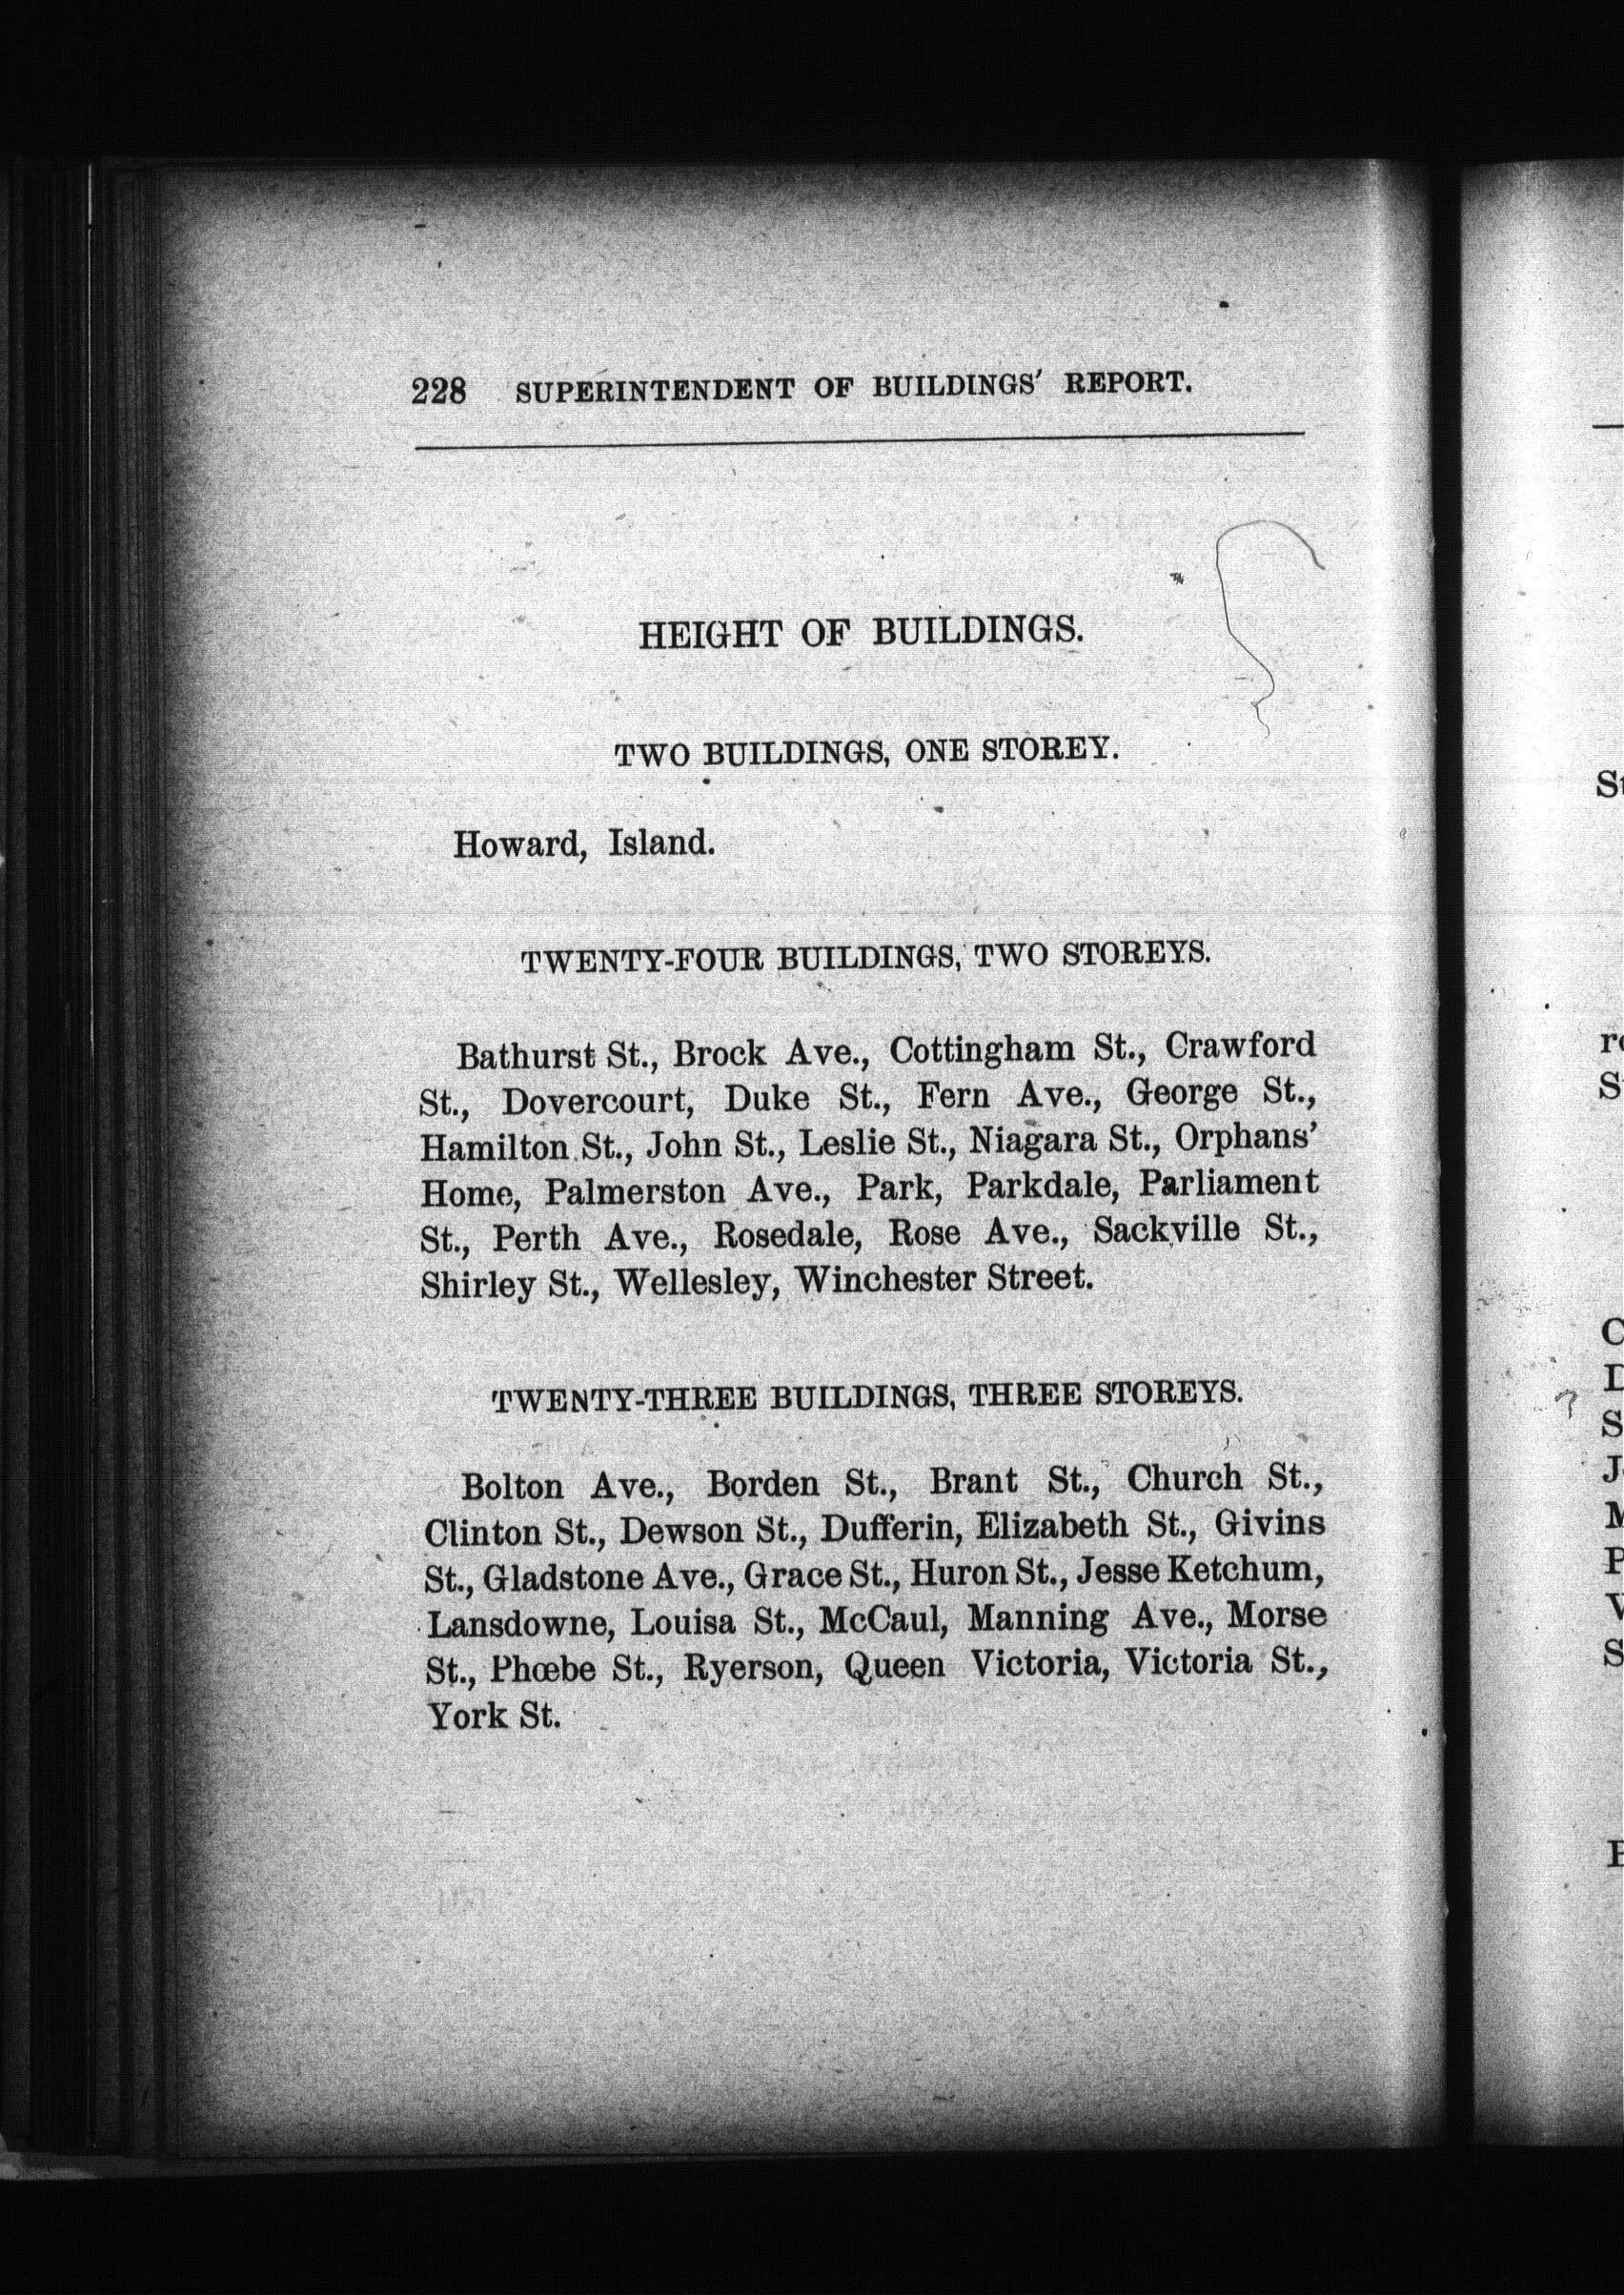 228 SUPERINTENDENT OF BUILDINGS' REPORT.
HEIGHT OF BUILDINGS.
TWO BUILDINGS, ONE STOREY.
Howard, Island.
TWENTY-FOUR BUILDINGS, TWO STOREYS.
Bathurst St., Brock Ave., Cottingham St., Crawford
St., Dovercourt, Duke St., Fern Ave., George St.,
Hamilton St., John St., Leslie St., Niagara St., Orphans'
Home, Palmerston Ave., Park, Parkdale, Parliament
St., Perth Ave., Rosedale, Rose Ave., Sackville St.,
Shirley St., Wellesley, Winchester Street.
TWENTY-THREE BUILDINGS, THREE STOREYS.
Bolton Ave., Borden St., Brant St., Church St.,
Clinton St., Dewson St., Dufferin, Elizabeth St., Givins
St., Gladstone Ave., Grace St., Huron St., Jesse Ketchum,
Lansdowne, Louisa St., McCaul, Manning Ave., Morse
St., Phœbe St., Ryerson, Queen Victoria, Victoria St.,
York St.